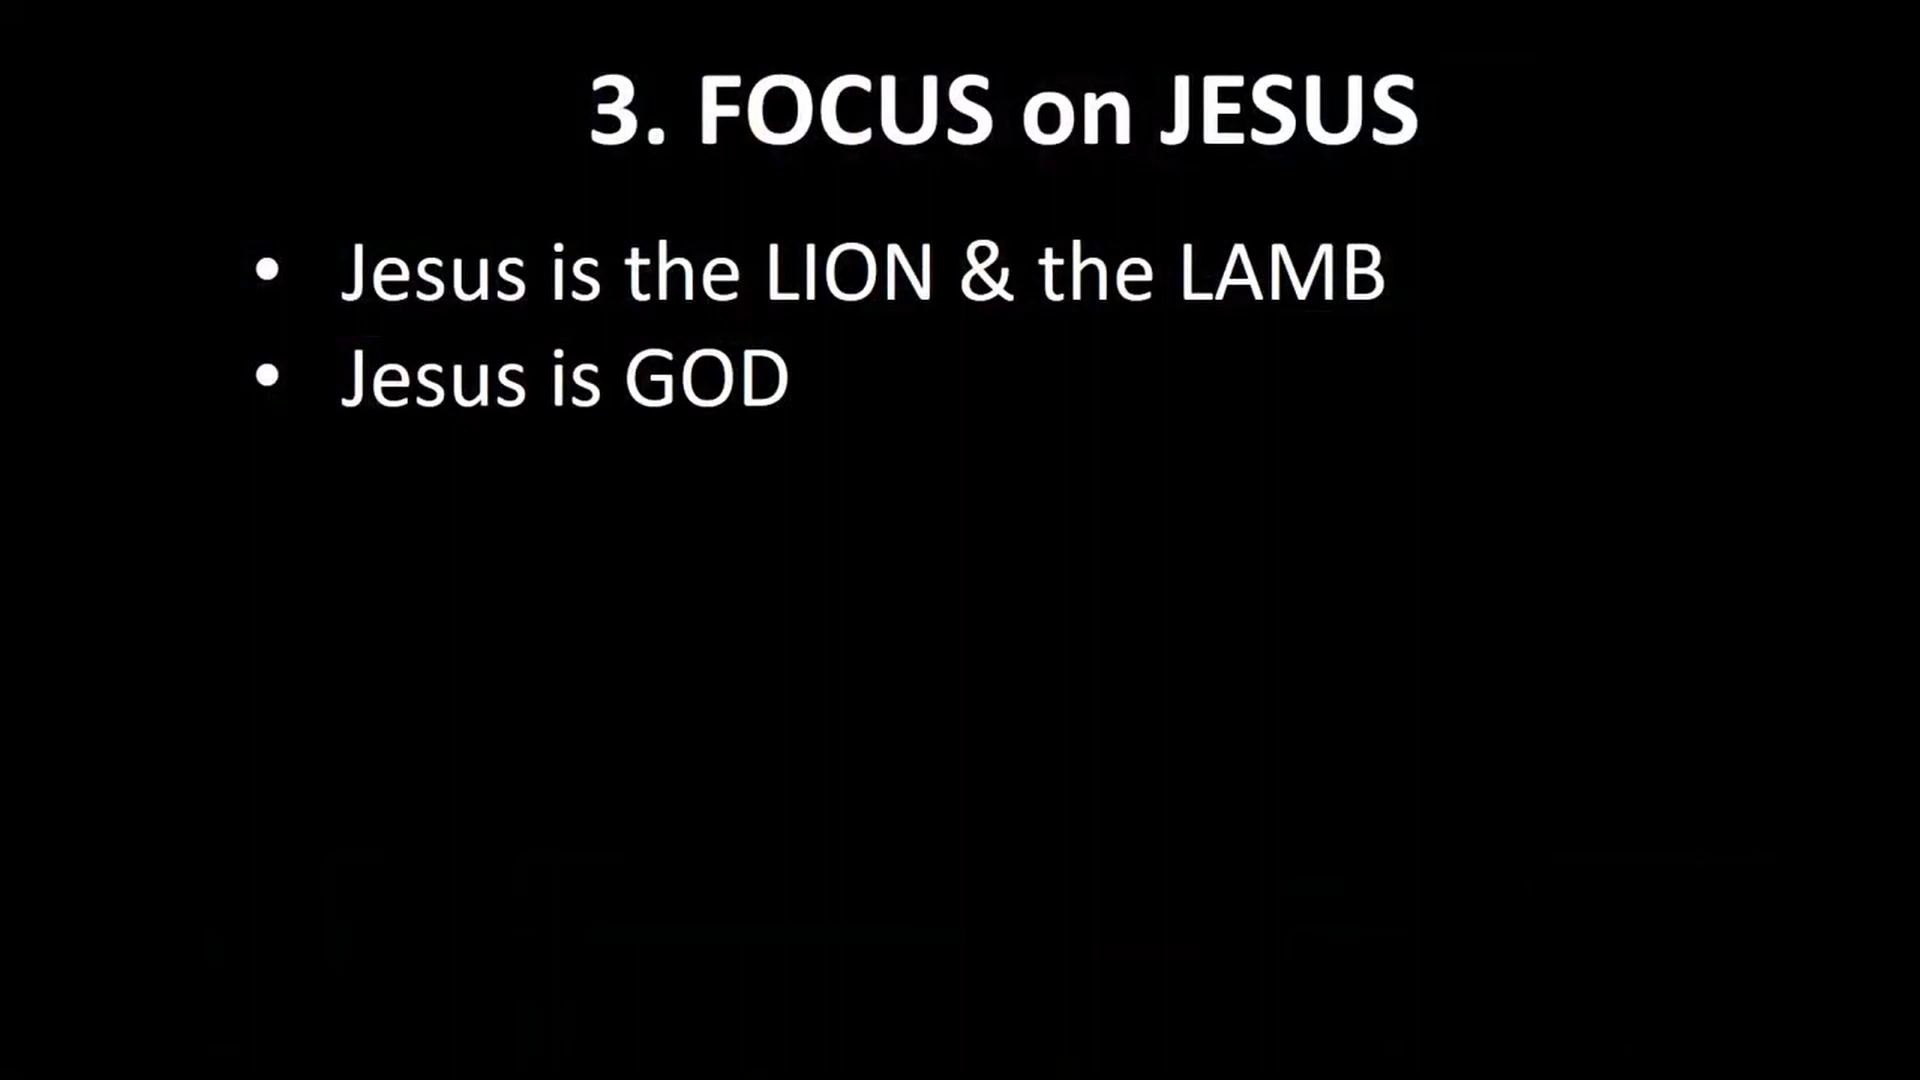 3. FOCUS on JESUS
• Jesus is the LION & the LAMB
• Jesus is GOD